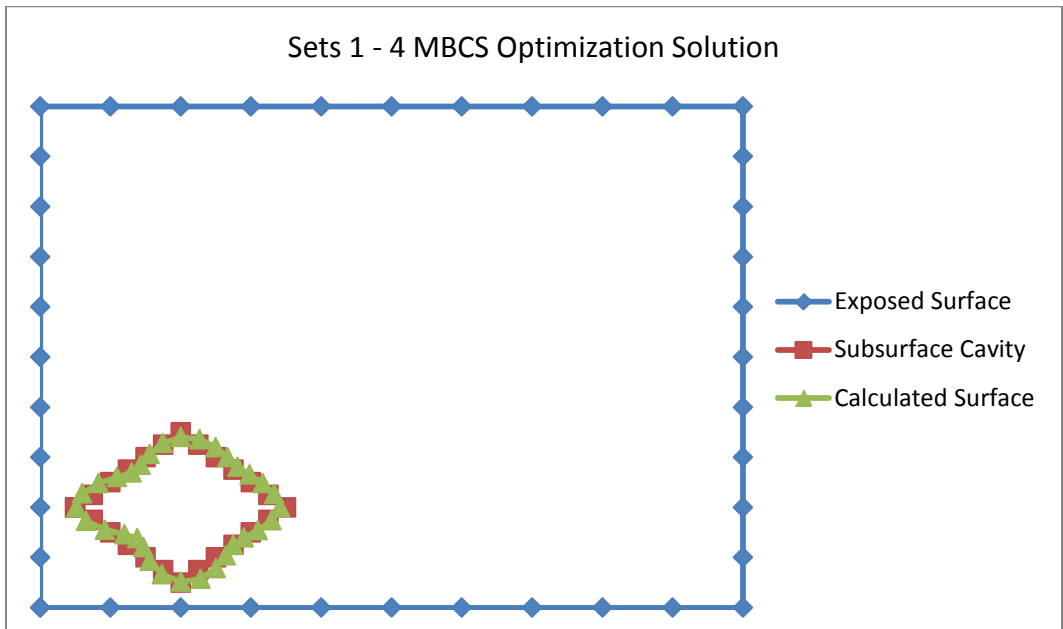 Sets 1 - 4 MBCS Optimization Solution
Exposed Surface
Subsurface Cavity
Calculated Surface